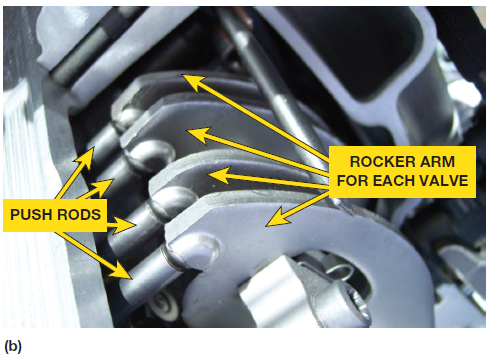 ROCKER ARM
FOR EACH VALVE
PUSH RODS
(b)